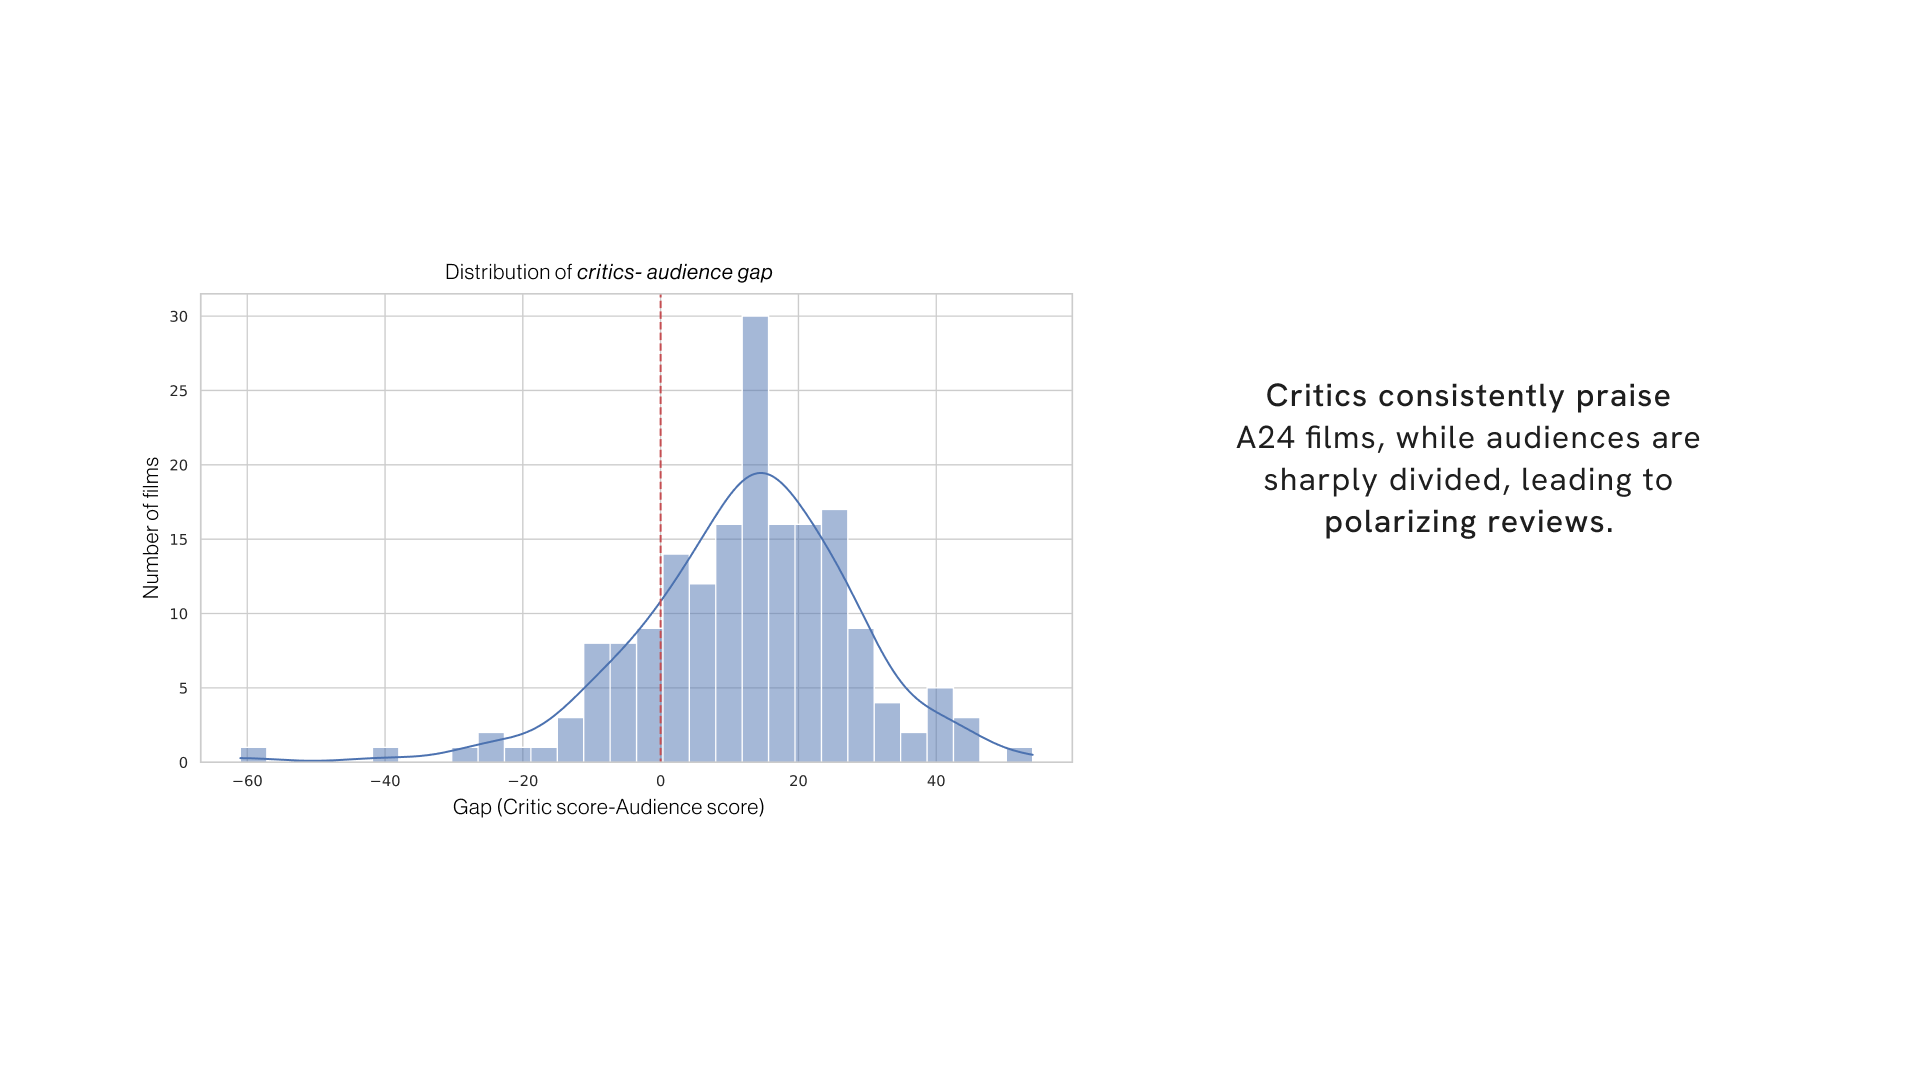 Distribution of critics- audience gap
Number of films
30
25
20
15
10
5
0
−60
−40
−20
0
20
40
Gap (Critic score-Audience score)
Critics consistently praise
A24 films, while audiences are
sharply divided, leading to
polarizing reviews.